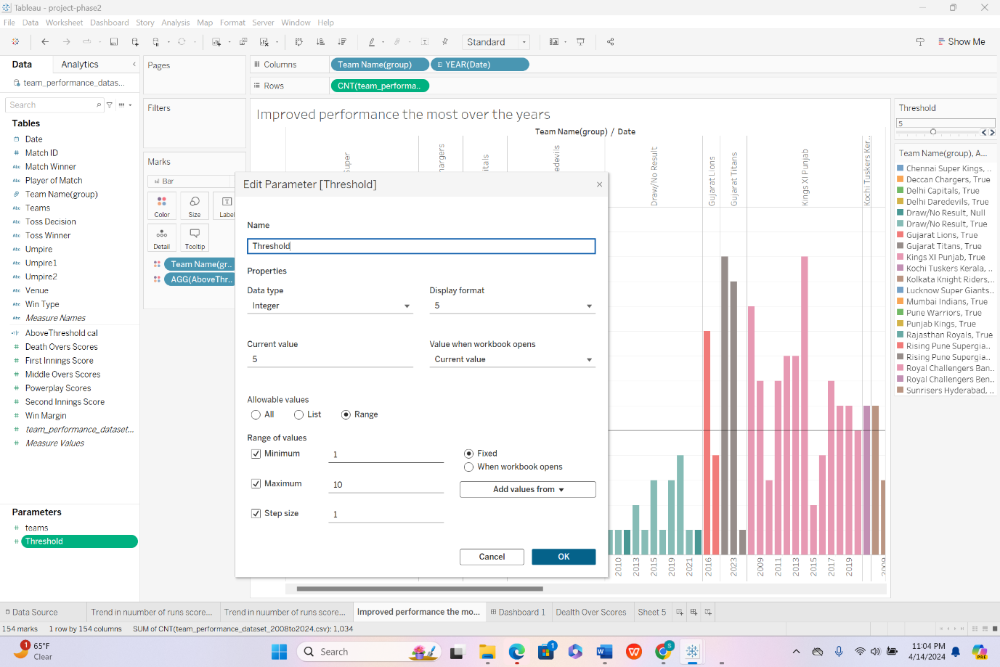 Tableau - project-phase2
File Data Worksheet Dashboard Story Analysis Map Format Server Window Help
Standard
Show Me
Data
Analytics
team_performance_datas...
Search
Tables
Date
Match ID
Abc Match Winner
Abc Player of Match
Team Name(group)
Abc Teams
Abc Toss Decision
Abc Toss Winner
Abc Umpire
Abc Umpire1
Abc Umpire2
Abc Venue
Abc Win Type
Abc Measure Names
AboveThreshold cal
# Death Overs Scores
# First Innings Score
# Middle Overs Scores
# Powerplay Scores
# Second Innings Score
# Win Margin
# team_performance_dataset...
# Measure Values
Parameters
# teams
# Threshold
Pages
Filters
Marks
Bar
Color
Size
Label
Detail
Tooltip
Team Name(gr..
AGG(AboveThr..
Columns
Team Name(group)
YEAR(Date)
Rows
CNT(team_performa..
Improved performance the most over the years
Team Name(group) / Date
Super
hargers
itals
edevils
Draw/No Result
Gujarat Lions
Gujarat Titans
Kings XI Punjab
Kochi Tuskers Ker..
Edit Parameter [Threshold]
Name
Threshold
Properties
Data type
Integer
Display format
5
Current value
5
Value when workbook opens
Current value
Allowable values
All
List
Range
Range of values
Minimum
1
Maximum
10
Step size
1
Fixed
When workbook opens
Add values from
Cancel
OK
2010
2013
2015
2019
2021
2016
2023
2009
2011
2013
2015
2017
2019
2009
Threshold
5
Team Name(group), A...
Chennai Super Kings, ..
Deccan Chargers, True
Delhi Capitals, True
Delhi Daredevils, True
Draw/No Result, Null
Draw/No Result, True
Gujarat Lions, True
Gujarat Titans, True
Kings XI Punjab, True
Kochi Tuskers Kerala, ..
Kolkata Knight Riders,..
Lucknow Super Giants..
Mumbai Indians, True
Pune Warriors, True
Punjab Kings, True
Rajasthan Royals, True
Rising Pune Supergia..
Rising Pune Supergia..
Royal Challengers Ban..
Royal Challengers Ben..
Sunrisers Hyderabad, ..
Data Source
Trend in nuumber of runs score...
Trend in nuumber of runs score...
Improved performance the mo...
Dashboard 1
Dealth Over Scores
Sheet 5
154 marks
1 row by 154 columns
SUM of CNT(team_performance_dataset_2008to2024.csv): 1,034
1
65°F
Clear
Search
1
S
11:04 PM
4/14/2024
PRE